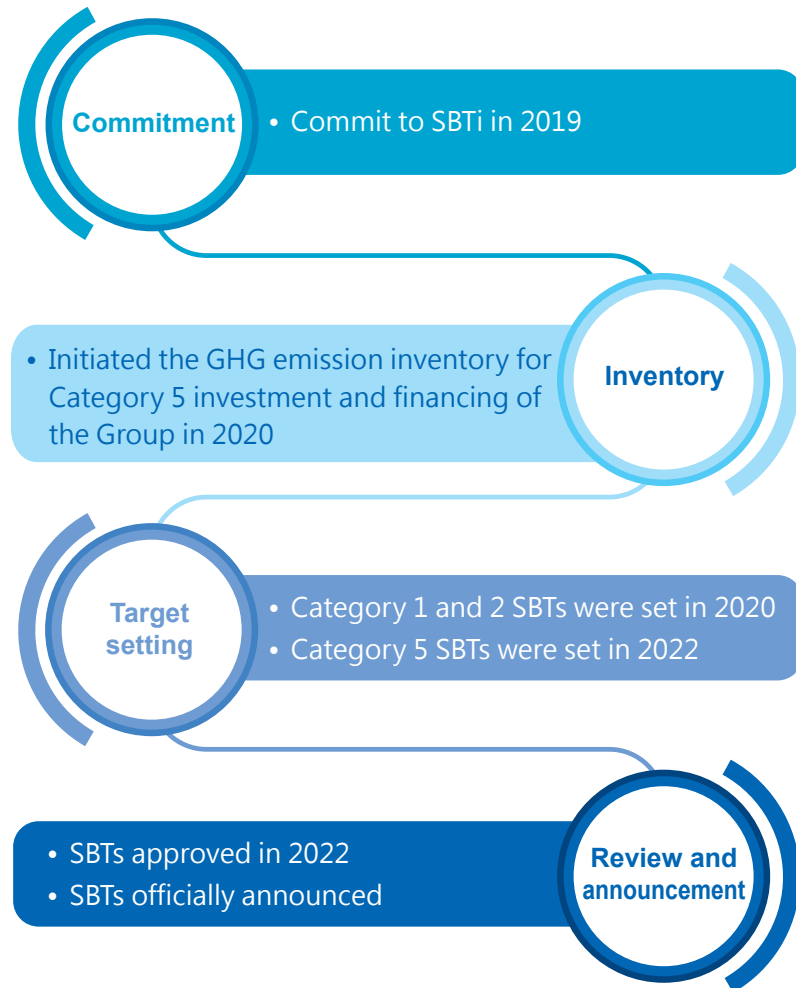 Commitment
• Commit to SBTi in 2019
• Initiated the GHG emission inventory for
Category 5 investment and financing of
the Group in 2020
Inventory
Target
setting
• Category 1 and 2 SBTs were set in 2020
• Category 5 SBTs were set in 2022
• SBTs approved in 2022
• SBTs officially announced
Review and
announcement